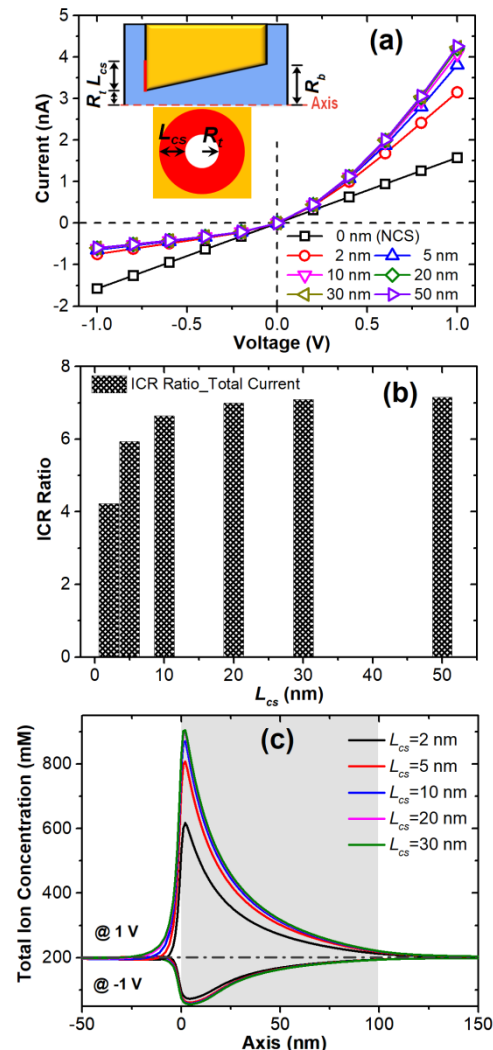 (a)
R_t L_cs
R_b
Axis
L_cs
R_t
Current (nA)
5
4
3
2
1
0
-1
-2
0 nm (NCS)
2 nm
5 nm
10 nm
20 nm
30 nm
50 nm
-1.0
-0.5
0.0
0.5
1.0
Voltage (V)
(b)
ICR Ratio_Total Current
ICR Ratio
8
6
4
2
0
0
10
20
30
40
50
L_cs (nm)
(c)
Total Ion Concentration (mM)
800
600
400
200
0
L_cs=2 nm
L_cs=5 nm
L_cs=10 nm
L_cs=20 nm
L_cs=30 nm
@ 1 V
@ -1 V
-50
0
50
100
150
Axis (nm)